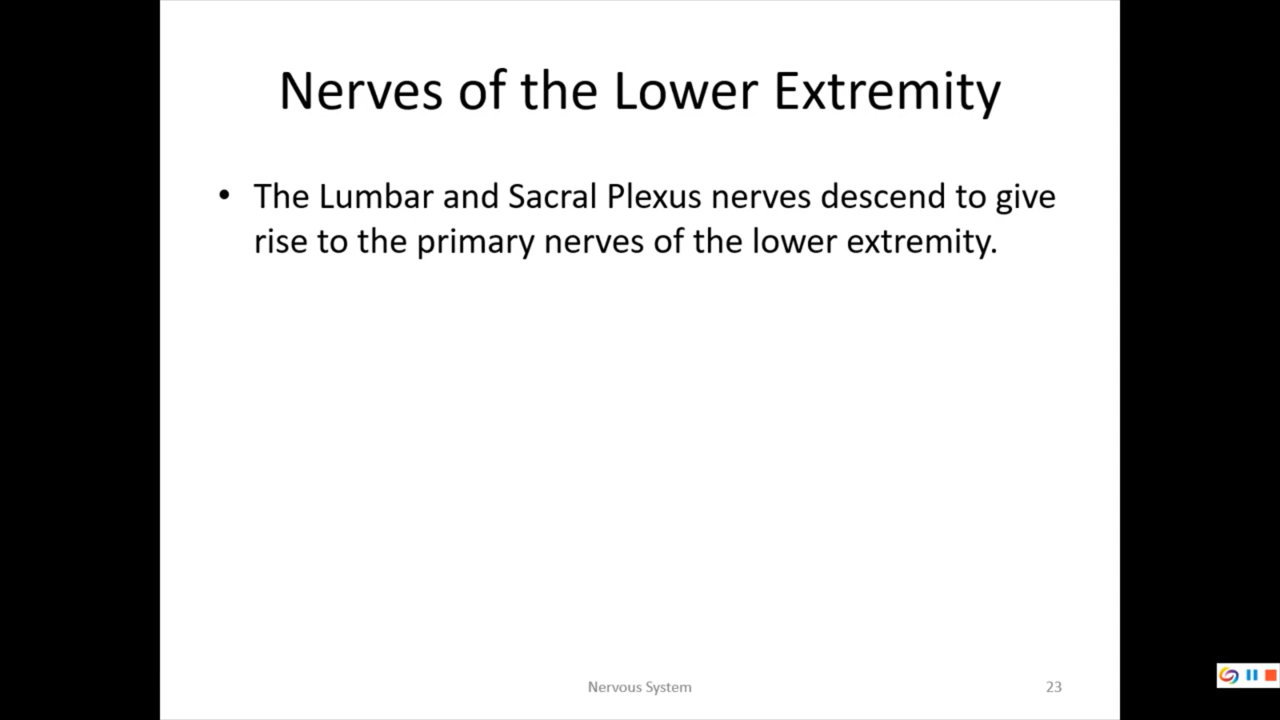 Nerves of the Lower Extremity
• The Lumbar and Sacral Plexus nerves descend to give
rise to the primary nerves of the lower extremity.
Nervous System
23